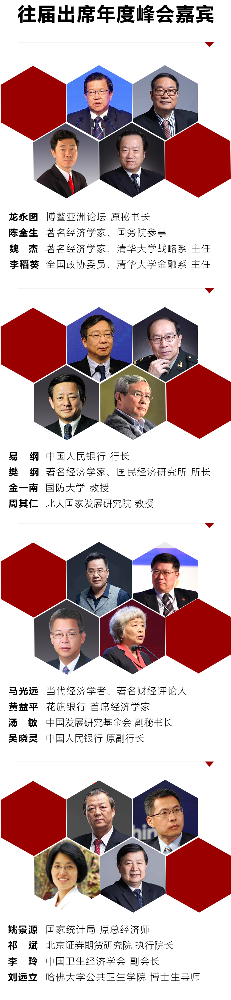 往届出席年度峰会嘉宾
龙永图 博鳌亚洲论坛 原秘书长
陈全生 著名经济学家、国务院参事
魏 杰 著名经济学家、清华大学战略系 主任
李稻葵 全国政协委员、清华大学金融系 主任
易 纲 中国人民银行 行长
樊 纲 著名经济学家、国民经济研究所 所长
金一南 国防大学 教授
周其仁 北大国家发展研究院 教授
马光远 当代经济学者、著名财经评论人
黄益平 花旗银行 首席经济学家
汤 敏 中国发展研究基金会 副秘书长
吴晓灵 中国人民银行 原副行长
hin
姚景源 国家统计局 原总经济师
祁 斌 北京证券期货研究院 执行院长
李 玲 中国卫生经济学会 副会长
刘远立 哈佛大学公共卫生学院 博士生导师